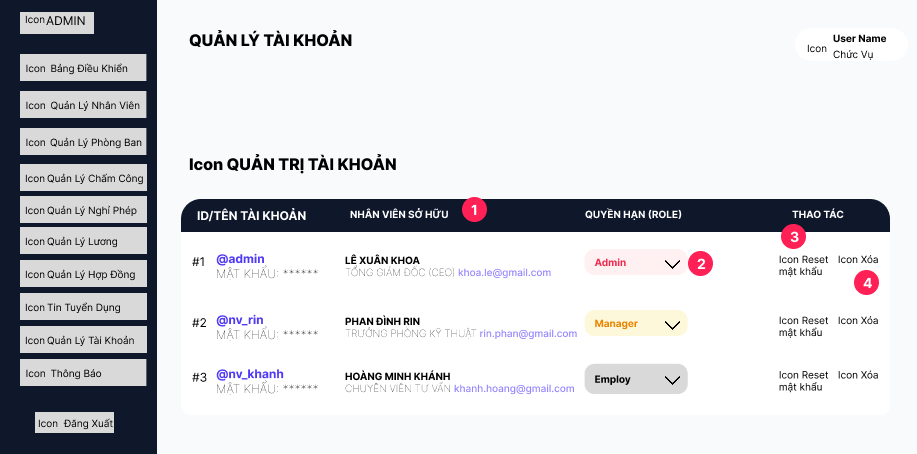 Icon ADMIN
Icon Bảng Điều Khiển
Icon Quản Lý Nhân Viên
Icon Quản Lý Phòng Ban
Icon Quản Lý Chấm Công
Icon Quản Lý Nghỉ Phép
Icon Quản Lý Lương
Icon Quản Lý Hợp Đồng
Icon Tin Tuyển Dụng
Icon Quản Lý Tài Khoản
Icon Thông Báo
Icon Đăng Xuất
QUẢN LÝ TÀI KHOẢN
Icon User Name
Chức Vụ
Icon QUẢN TRỊ TÀI KHOẢN
ID/TÊN TÀI KHOẢN NHÂN VIÊN SỞ HỮU 1 QUYỀN HẠN (ROLE) THAO TÁC
3
#1 @admin LÊ XUÂN KHOA Admin 2 Icon Reset Icon Xóa
MẬT KHẨU: ****** TỔNG GIÁM ĐỐC (CEO) khoa.le@gmail.com mật khẩu
4
#2 @nv_rin PHAN ĐÌNH RIN Manager Icon Reset Icon Xóa
MẬT KHẨU: ****** TRƯỞNG PHÒNG KỸ THUẬT rin.phan@gmail.com mật khẩu
#3 @nv_khanh HOÀNG MINH KHÁNH Employ Icon Reset Icon Xóa
MẬT KHẨU: ****** CHUYÊN VIÊN TƯ VẤN khanh.hoang@gmail.com mật khẩu